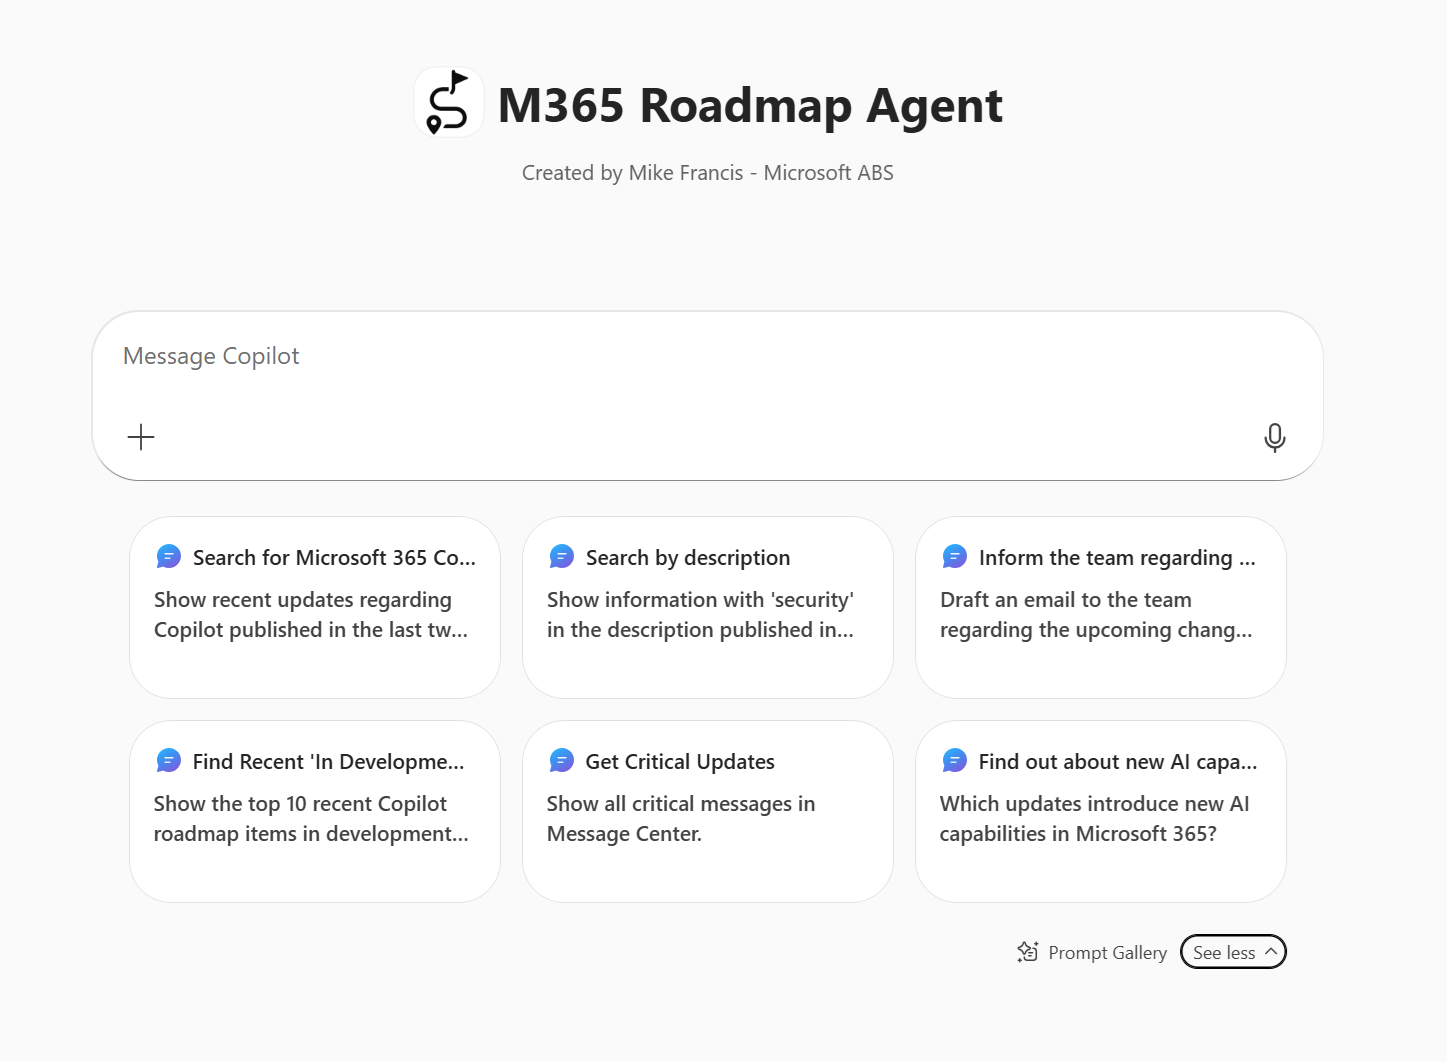 M365 Roadmap Agent
Created by Mike Francis - Microsoft ABS
Message Copilot
Search for Microsoft 365 Co...
Show recent updates regarding
Copilot published in the last tw...
Search by description
Show information with 'security'
in the description published in...
Inform the team regarding ...
Draft an email to the team
regarding the upcoming chang...
Find Recent 'In Developme...
Show the top 10 recent Copilot
roadmap items in development...
Get Critical Updates
Show all critical messages in
Message Center.
Find out about new AI capa...
Which updates introduce new AI
capabilities in Microsoft 365?
Prompt Gallery
See less